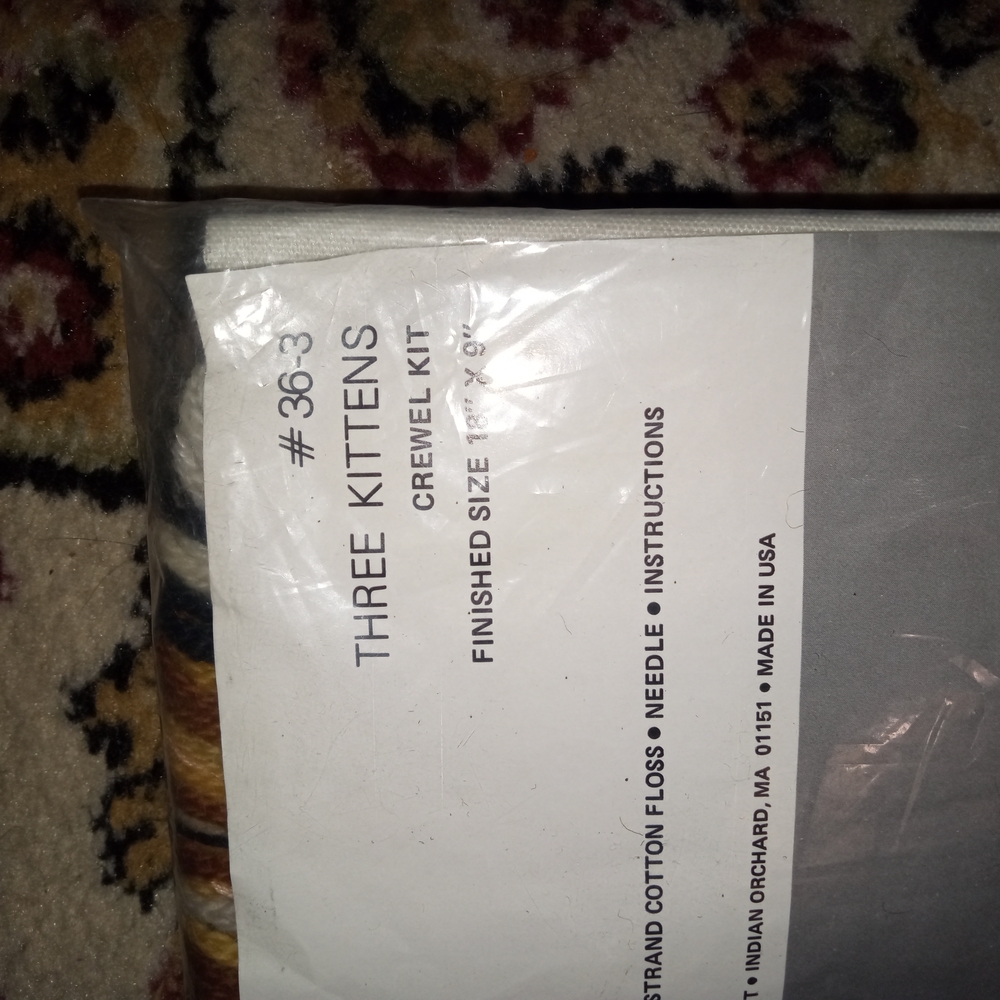 #36-3
THREE KITTENS
CREWEL KIT
FINISHED SIZE 18" X 9"
STRAND COTTON FLOSS • NEEDLE • INSTRUCTIONS
T • INDIAN ORCHARD, MA 01151 • MADE IN USA